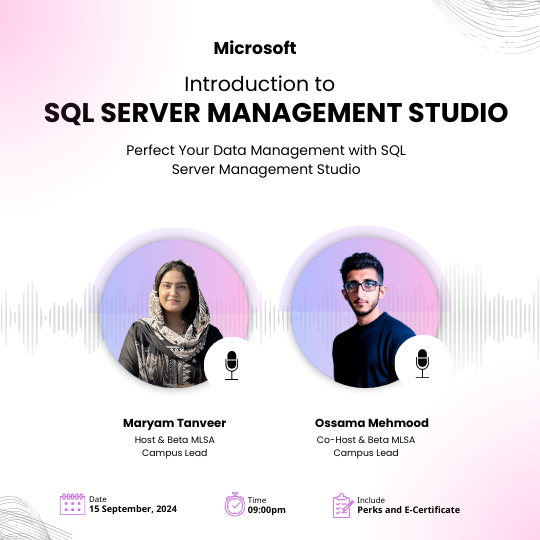 Microsoft
Introduction to
SQL SERVER MANAGEMENT STUDIO
Perfect Your Data Management with SQL
Server Management Studio
Maryam Tanveer
Host & Beta MLSA
Campus Lead
Ossama Mehmood
Co-Host & Beta MLSA
Campus Lead
Date
15 September, 2024
Time
09:00pm
Include
Perks and E-Certificate